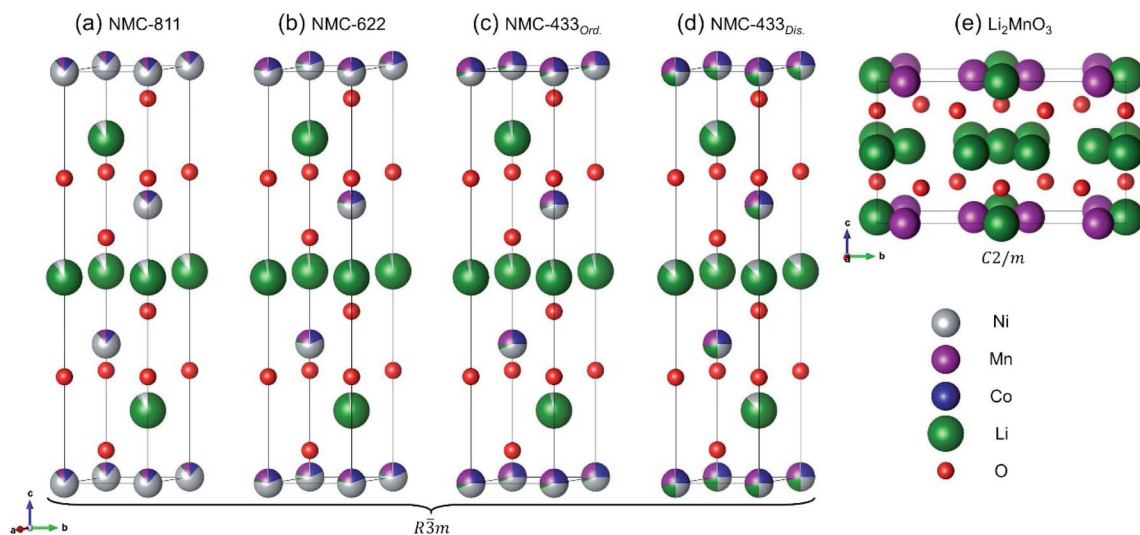 (a) NMC-811
(b) NMC-622
(c) NMC-433Ord.
(d) NMC-433Dis.
(e) Li2MnO3
c
a
b
C2/m
Ni
Mn
Co
Li
O
c
a
b
R3̅m